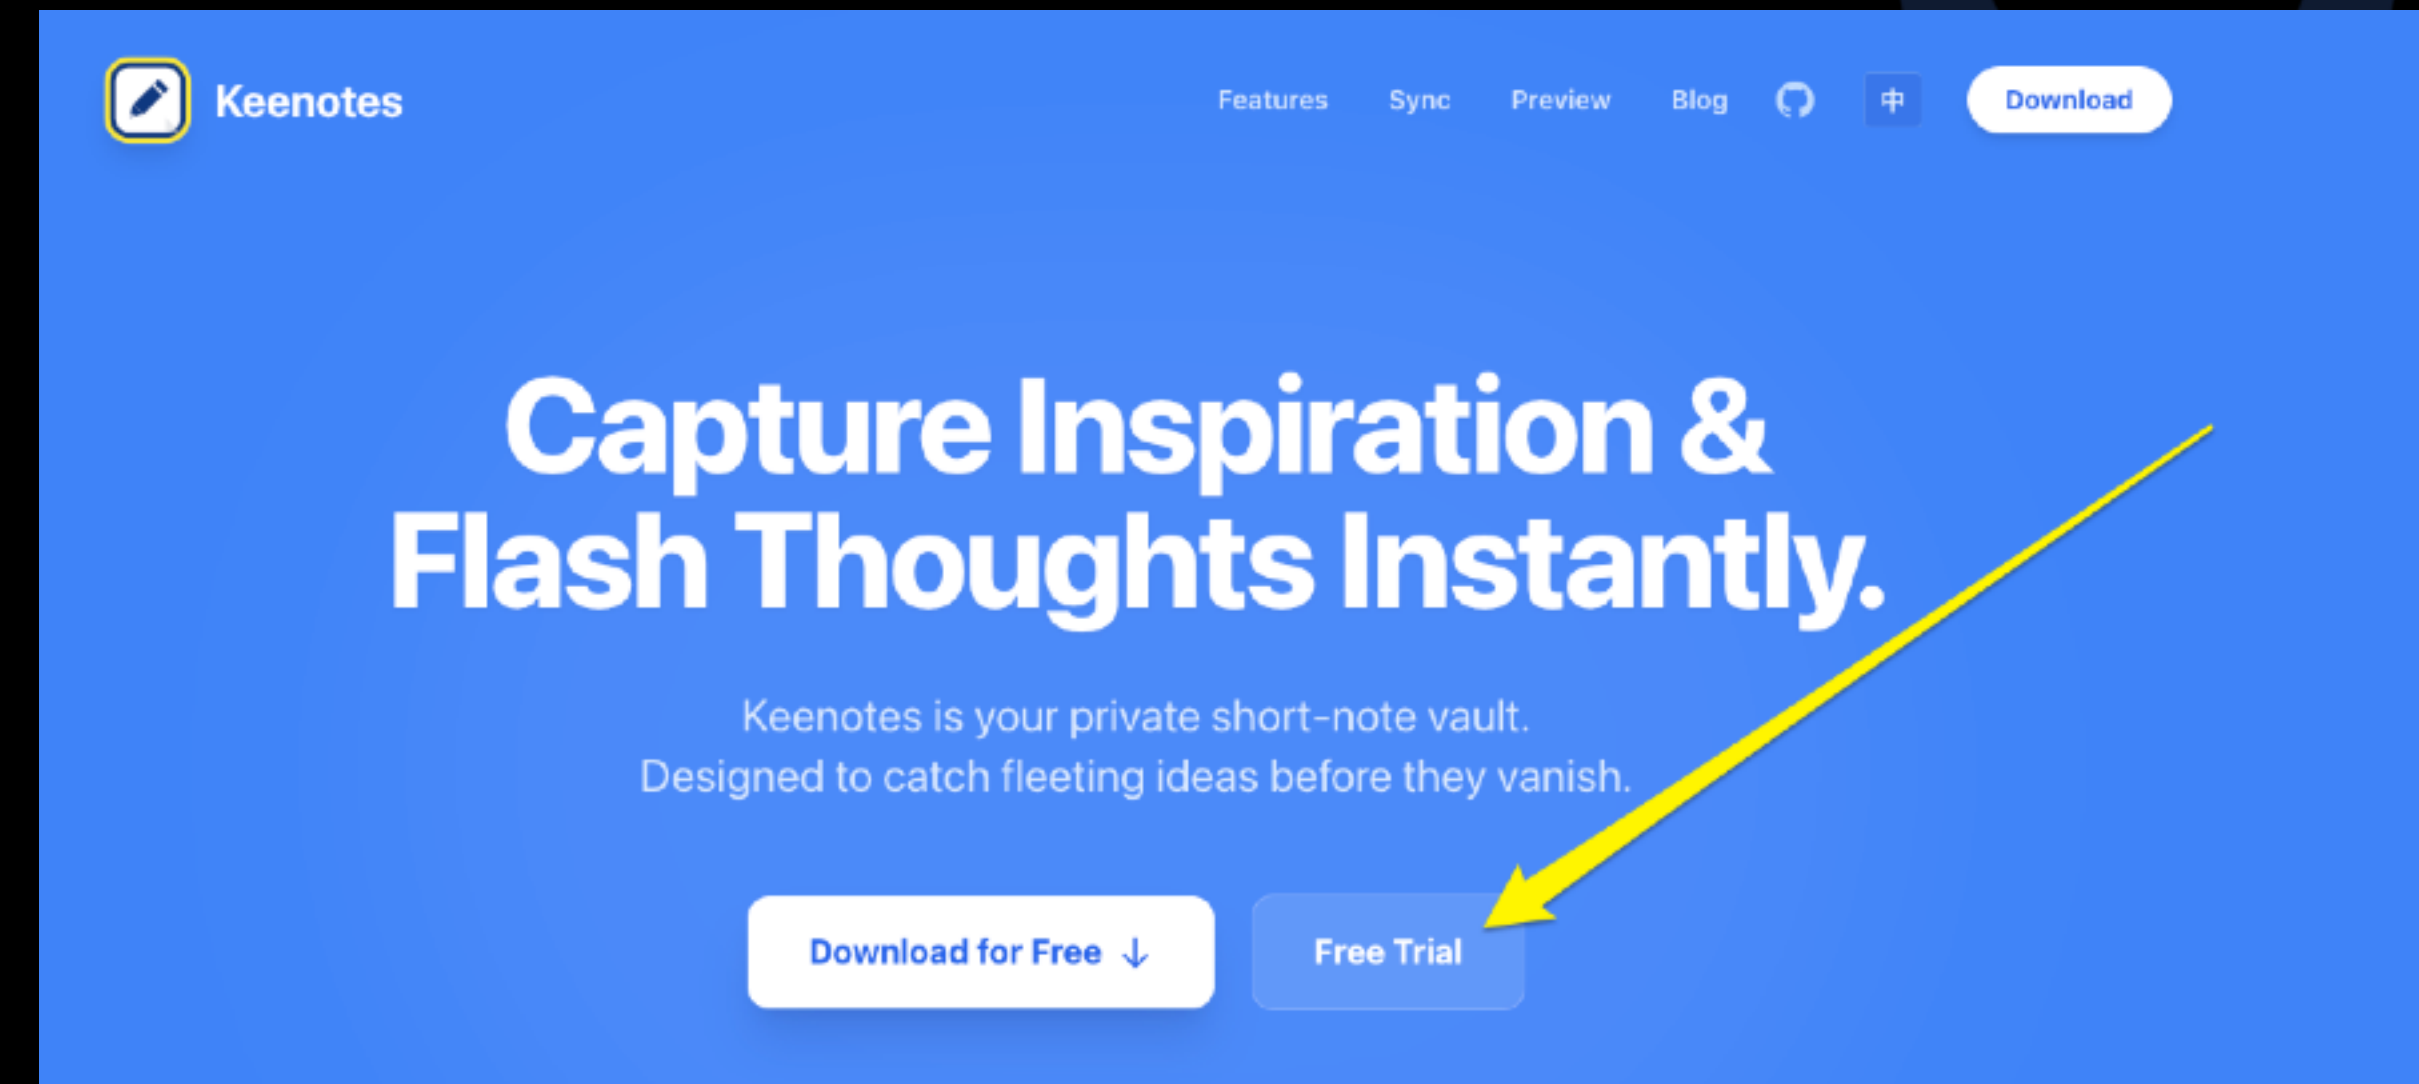 Keenotes
Features Sync Preview Blog 中 Download
Capture Inspiration &
Flash Thoughts Instantly.
Keenotes is your private short-note vault.
Designed to catch fleeting ideas before they vanish.
Download for Free ↓
Free Trial